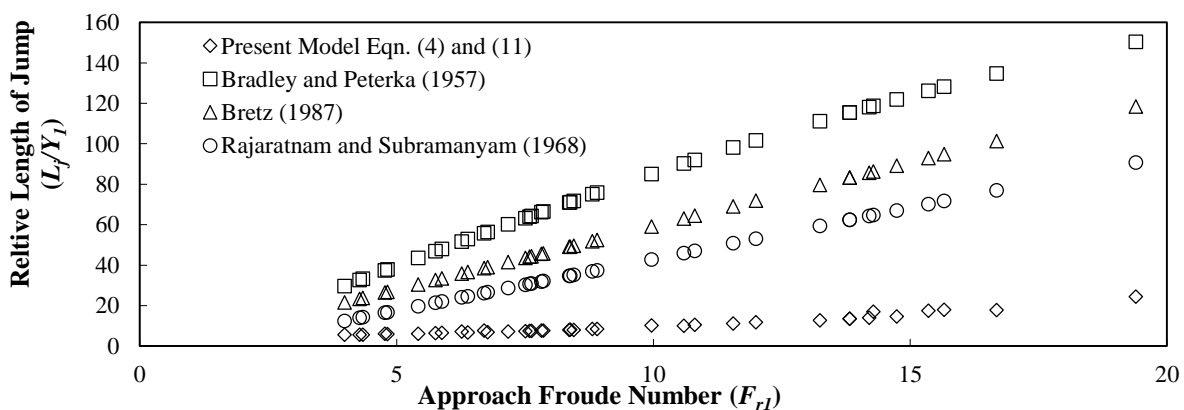 Reltive Length of Jump
(Lj/Y1)
160
140
120
100
80
60
40
20
0
Present Model Eqn. (4) and (11)
Bradley and Peterka (1957)
Bretz (1987)
Rajaratnam and Subramanyam (1968)
0 5 10 15 20
Approach Froude Number (Fr1)